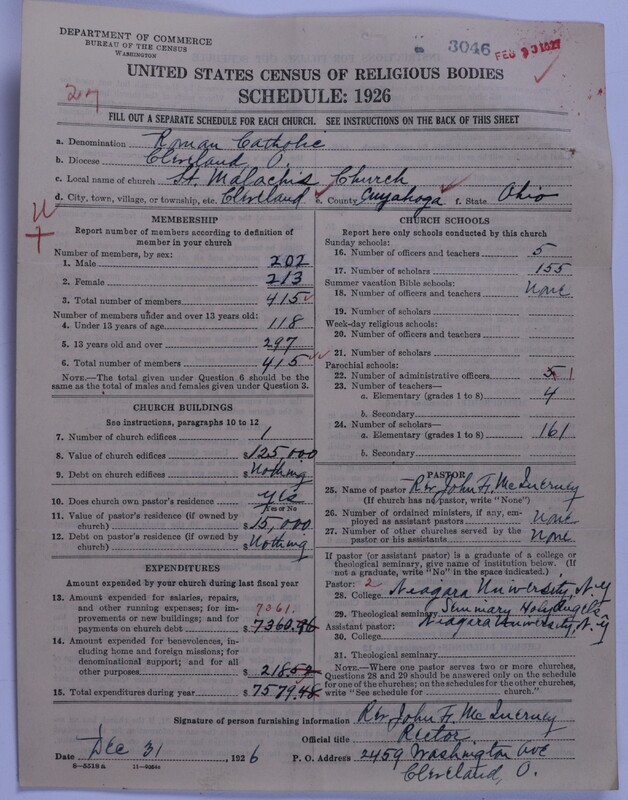 DEPARTMENT OF COMMERCE
BUREAU OF THE CENSUS
WASHINGTON
3046 FEB 23 1927
UNITED STATES CENSUS OF RELIGIOUS BODIES
SCHEDULE: 1926
27
FILL OUT A SEPARATE SCHEDULE FOR EACH CHURCH. SEE INSTRUCTIONS ON THE BACK OF THIS SHEET
a. Denomination Roman Catholic
b. Diocese Cleveland O.
c. Local name of church St. Malachis Church
d. City, town, village, or township, etc. Cleveland e. County Cuyahoga f. State Ohio
MEMBERSHIP
Report number of members according to definition of
member in your church
Number of members, by sex:
1. Male 202
2. Female 213
3. Total number of members 415
Number of members under and over 13 years old:
4. Under 13 years of age 118
5. 13 years old and over 297
6. Total number of members 415
NOTE.—The total given under Question 6 should be
the same as the total of males and females given under Question 3.
CHURCH BUILDINGS
See instructions, paragraphs 10 to 12
7. Number of church edifices 1
8. Value of church edifices $125,000
9. Debt on church edifices $ Nothing
10. Does church own pastor's residence yes
Yes or No
11. Value of pastor's residence (if owned by
church) $15,000
12. Debt on pastor's residence (if owned by
church) $ Nothing
EXPENDITURES
Amount expended by your church during last fiscal year
13. Amount expended for salaries, repairs,
and other running expenses; for im-
provements or new buildings; and for
payments on church debt 7361. $ 7360.96
14. Amount expended for benevolences, in-
cluding home and foreign missions; for
denominational support; and for all
other purposes $ 218.52
15. Total expenditures during year $ 7579.48
CHURCH SCHOOLS
Report here only schools conducted by this church
Sunday schools:
16. Number of officers and teachers 5
17. Number of scholars 155
Summer vacation Bible schools:
18. Number of officers and teachers None
19. Number of scholars
Week-day religious schools:
20. Number of officers and teachers
21. Number of scholars
Parochial schools:
22. Number of administrative officers 5 1
23. Number of teachers—
a. Elementary (grades 1 to 8) 4
b. Secondary
24. Number of scholars—
a. Elementary (grades 1 to 8) 161
b. Secondary
PASTOR
25. Name of pastor Rev John F. McInerney
(If church has no pastor, write "None")
26. Number of ordained ministers, if any, em-
ployed as assistant pastors None
27. Number of other churches served by the
pastor or his assistants None
If pastor (or assistant pastor) is a graduate of a college or
theological seminary, give name of institution below. (If
not a graduate, write "No" in the space indicated.)
Pastor: 2
28. College Niagara University, N.Y
29. Theological seminary Seminary Holy Angels
Assistant pastor: Niagara University, N.Y
30. College
31. Theological seminary
NOTE.—Where one pastor serves two or more churches,
Questions 28 and 29 should be answered only on the schedule
for one of the churches; on the schedules for the other churches,
write "See schedule for church."
Signature of person furnishing information Rev John F. McInerney
Official title Rector
Date Dec 31, 1926 P. O. Address 2459 Washington Ave
Cleveland, O.